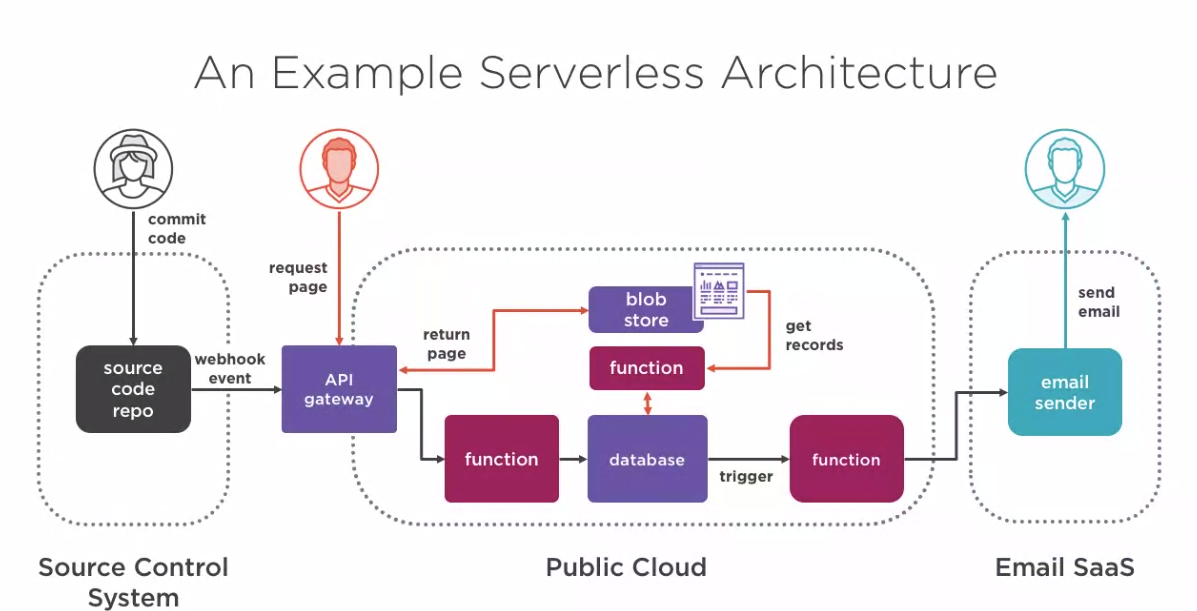 An Example Serverless Architecture
commit
code
request
page
source
code
repo
webhook
event
API
gateway
return
page
blob
store
get
records
function
function
database
trigger
function
send
email
email
sender
Source Control
System
Public Cloud
Email SaaS